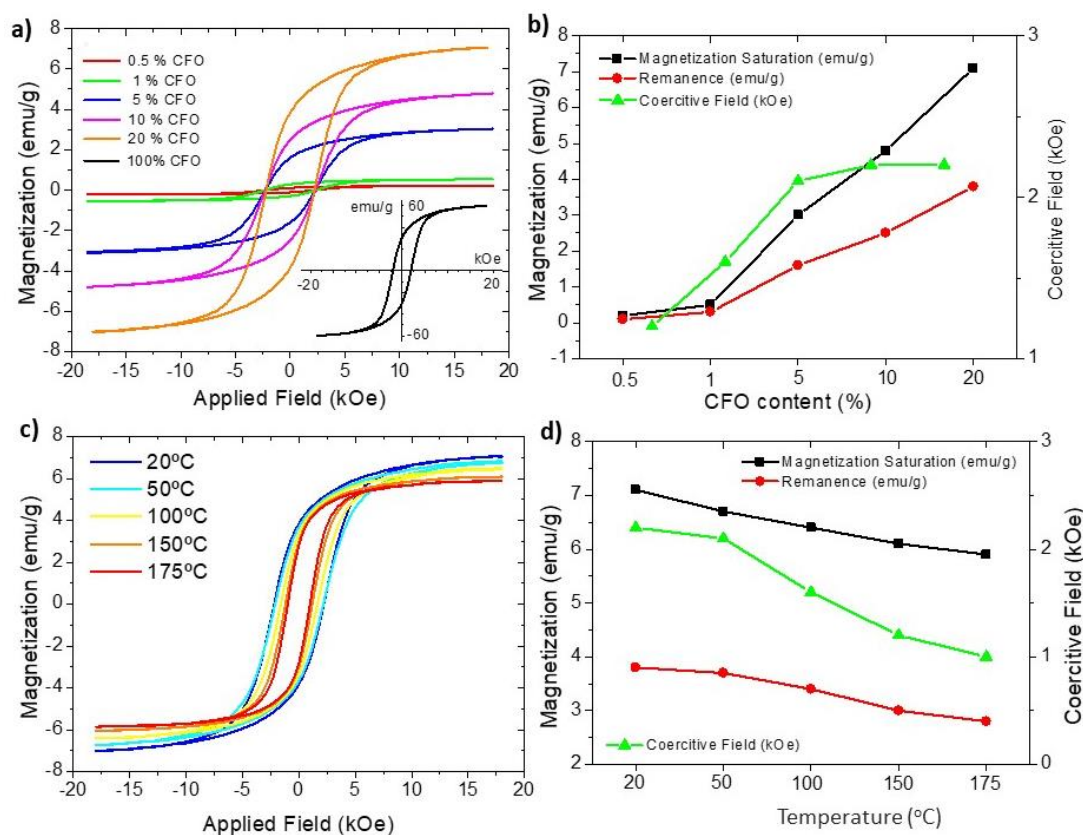 a)
0.5 % CFO
1 % CFO
5 % CFO
10 % CFO
20 % CFO
100% CFO
Magnetization (emu/g)
8
6
4
2
0
-2
-4
-6
-8
emu/g
60
kOe
-20
20
-60
-20
-15
-10
-5
0
5
10
15
20
Applied Field (kOe)
b)
Magnetization Saturation (emu/g)
Remanence (emu/g)
Coercitive Field (kOe)
Magnetization (emu/g)
8
7
6
5
4
3
2
1
0
-1
3
2
1
Coercitive Field (kOe)
0.5
1
5
10
20
CFO content (%)
c)
20ºC
50ºC
100ºC
150ºC
175ºC
Magnetization (emu/g)
8
6
4
2
0
-2
-4
-6
-8
-20
-15
-10
-5
0
5
10
15
20
Applied Field (kOe)
d)
Magnetization Saturation (emu/g)
Remanence (emu/g)
Coercitive Field (kOe)
Magnetization (emu/g)
8
7
6
5
4
3
2
3
2
1
0
Coercitive Field (kOe)
20
50
100
150
175
Temperature (ºC)